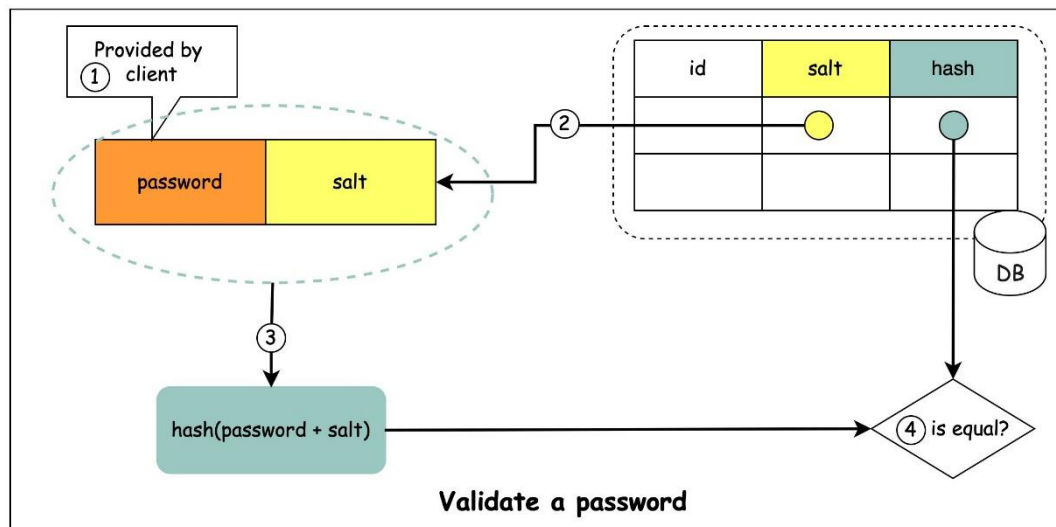 Provided by
① client
id
salt
hash
②
password
salt
DB
③
hash(password + salt)
④ is equal?
Validate a password